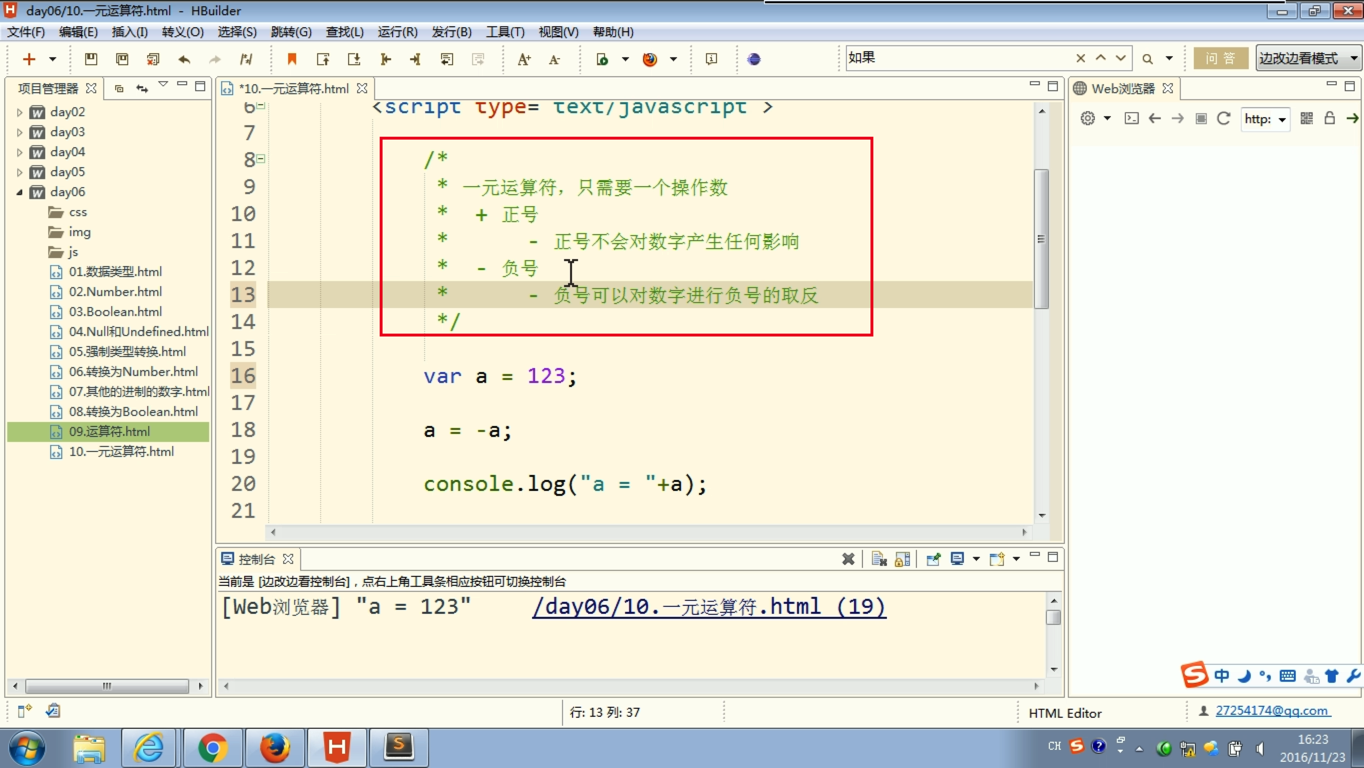 day06/10.一元运算符.html - HBuilder
文件(F) 编辑(E) 插入(I) 转义(O) 选择(S) 跳转(G) 查找(L) 运行(R) 发行(B) 工具(T) 视图(V) 帮助(H)
如果
问 答
边改边看模式
项目管理器
*10.一元运算符.html
Web浏览器
http:
day02
day03
day04
day05
day06
css
img
js
01.数据类型.html
02.Number.html
03.Boolean.html
04.Null和Undefined.html
05.强制类型转换.html
06.转换为Number.html
07.其他的进制的数字.html
08.转换为Boolean.html
09.运算符.html
10.一元运算符.html
6 <script type= text/javascript >
7
8 /*
9 * 一元运算符，只需要一个操作数
10 * + 正号
11 * - 正号不会对数字产生任何影响
12 * - 负号
13 * - 负号可以对数字进行负号的取反
14 */
15
16 var a = 123;
17
18 a = -a;
19
20 console.log("a = "+a);
21
控制台
当前是 [边改边看控制台]，点右上角工具条相应按钮可切换控制台
[Web浏览器] "a = 123" /day06/10.一元运算符.html (19)
中
行: 13 列: 37
HTML Editor
27254174@qq.com
CH
16:23
2016/11/23